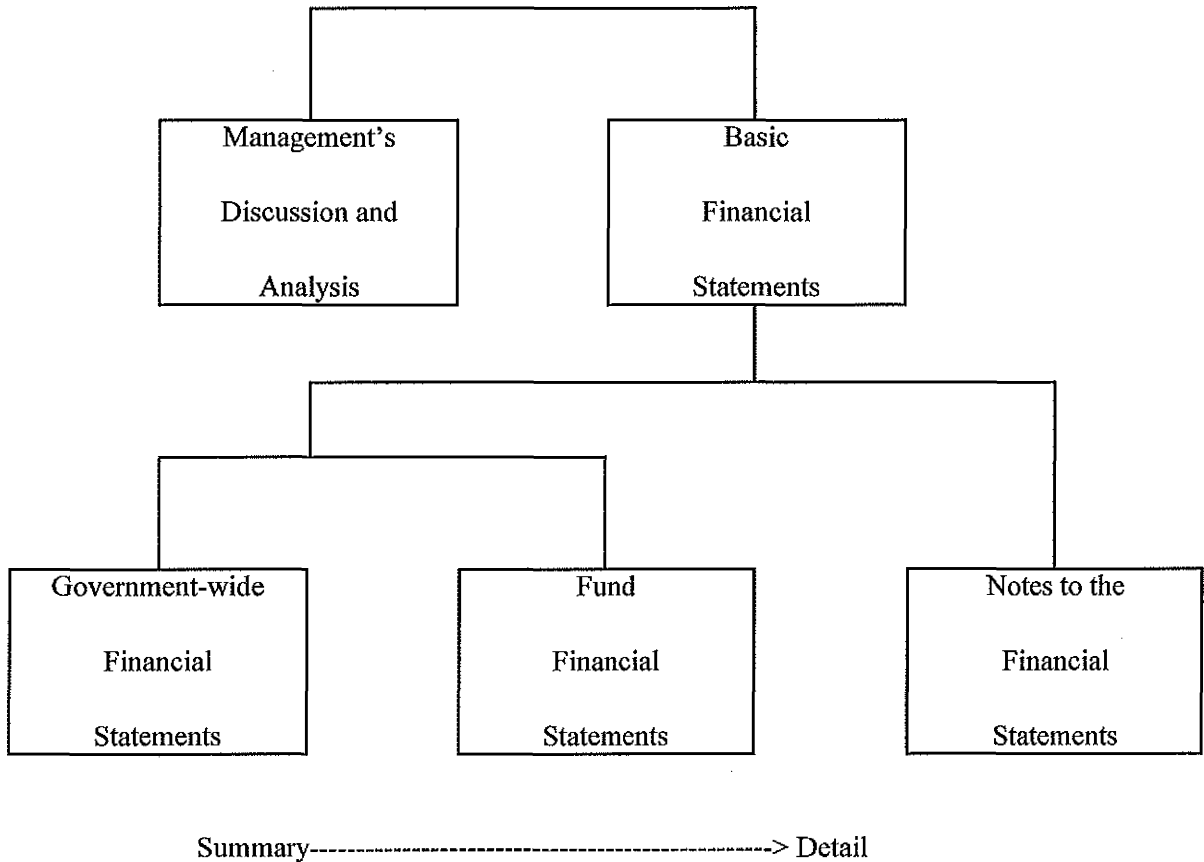 Management’s
Discussion and
Analysis
Basic
Financial
Statements
Government-wide
Financial
Statements
Fund
Financial
Statements
Notes to the
Financial
Statements
Summary------------------------------------------------> Detail